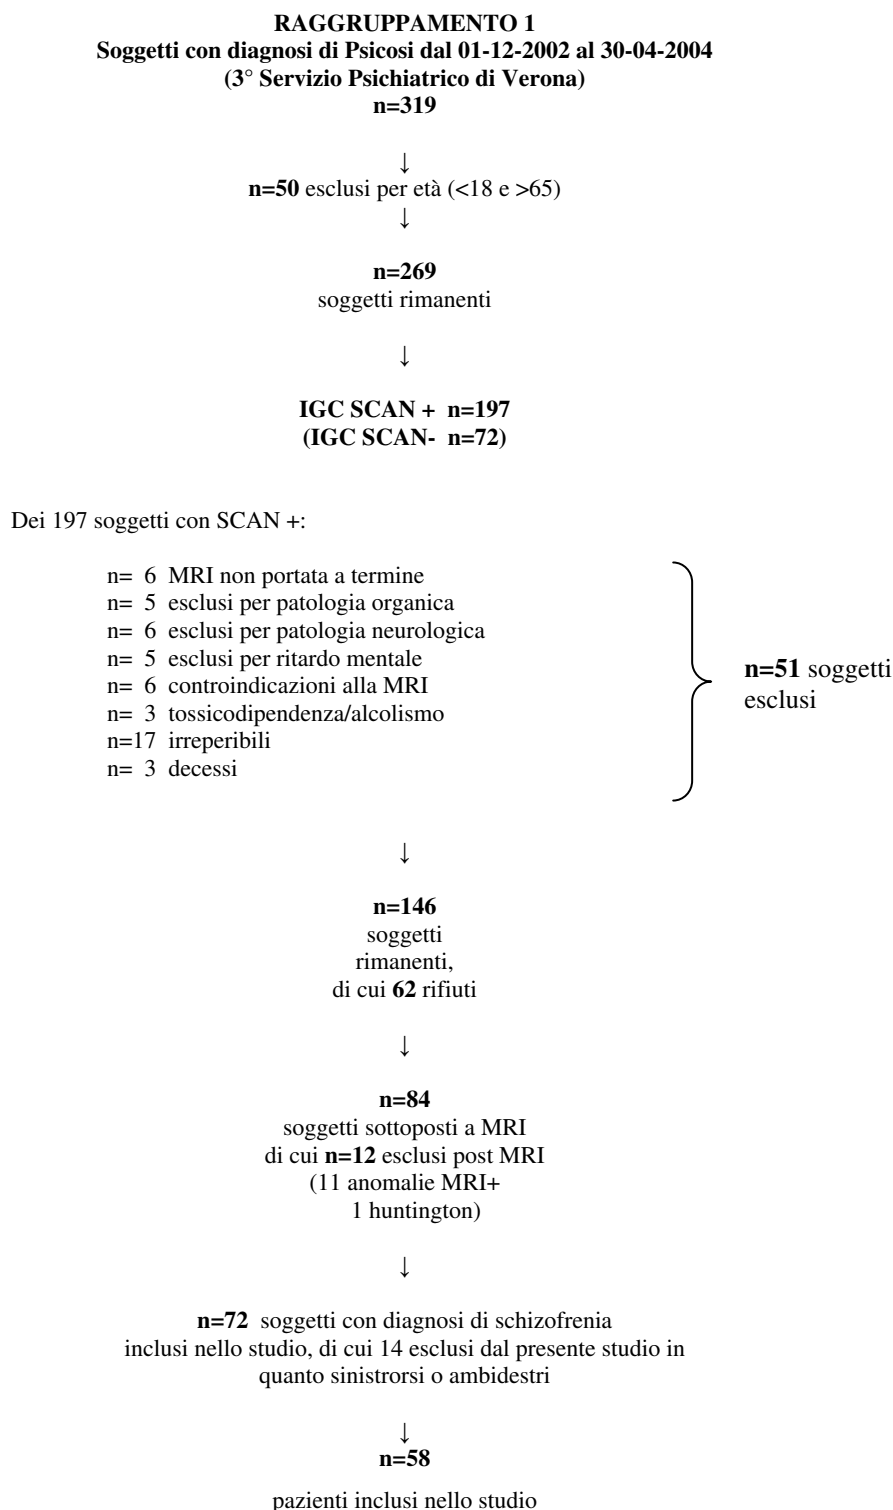 RAGGRUPPAMENTO 1
Soggetti con diagnosi di Psicosi dal 01-12-2002 al 30-04-2004
(3° Servizio Psichiatrico di Verona)
n=319
↓
n=50 esclusi per età (<18 e >65)
↓
n=269
soggetti rimanenti
↓
IGC SCAN + n=197
(IGC SCAN- n=72)
Dei 197 soggetti con SCAN +:
n= 6 MRI non portata a termine
n= 5 esclusi per patologia organica
n= 6 esclusi per patologia neurologica
n= 5 esclusi per ritardo mentale
n= 6 controindicazioni alla MRI
n= 3 tossicodipendenza/alcolismo
n=17 irreperibili
n= 3 decessi
n=51 soggetti
esclusi
↓
n=146
soggetti
rimanenti,
di cui 62 rifiuti
↓
n=84
soggetti sottoposti a MRI
di cui n=12 esclusi post MRI
(11 anomalie MRI+
1 huntington)
↓
n=72 soggetti con diagnosi di schizofrenia
inclusi nello studio, di cui 14 esclusi dal presente studio in
quanto sinistrorsi o ambidestri
↓
n=58
pazienti inclusi nello studio